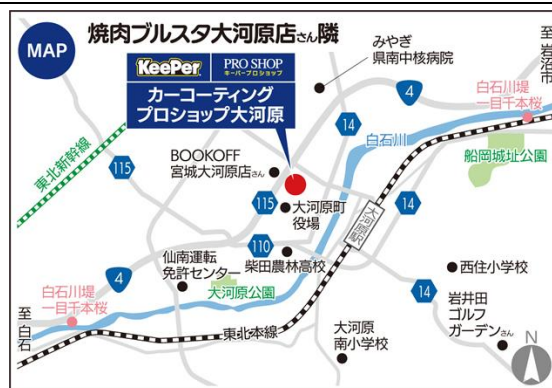 MAP
焼肉ブルスタ大河原店さん隣
KeePer PRO SHOP
キーパープロショップ
カーコーティング
プロショップ大河原
みやぎ
県南中核病院
至岩沼市
4
白石川堤
一目千本桜
14
白石川
東北新幹線
115
BOOKOFF
宮城大河原店さん
船岡城址公園
115
大河原町
役場
大河原駅
14
110
柴田農林高校
仙南運転
免許センター
4
大河原公園
西住小学校
白石川堤
一目千本桜
14
岩井田
ゴルフ
ガーデンさん
至白石
東北本線
大河原
南小学校
N